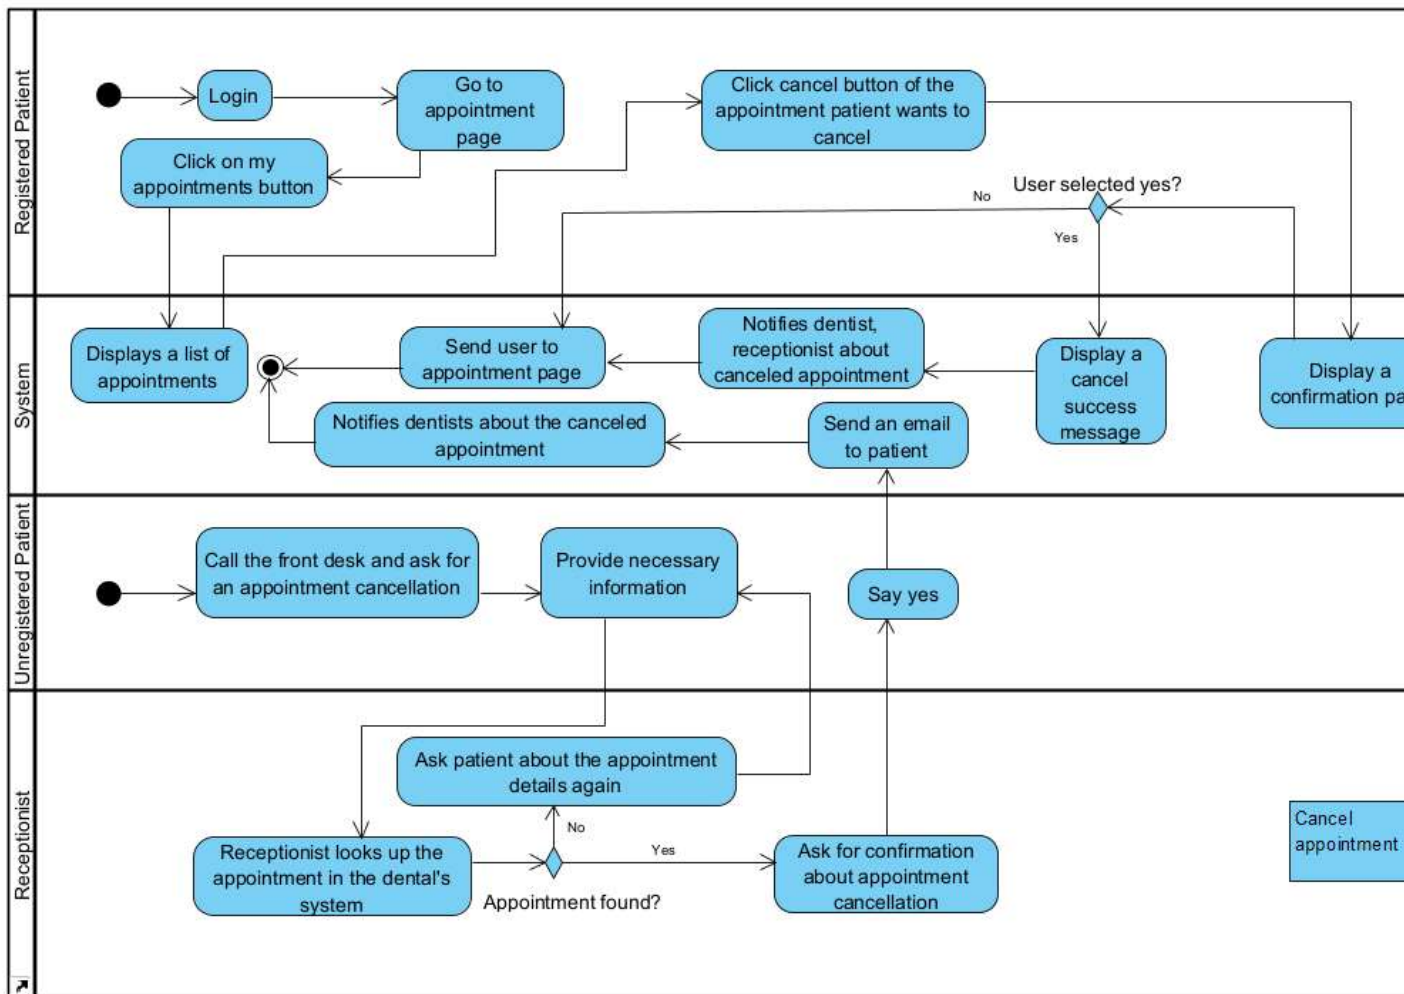 Registered Patient
Login
Go to
appointment
page
Click cancel button of the
appointment patient wants to
cancel
Click on my
appointments button
User selected yes?
No
Yes
System
Displays a list of
appointments
Send user to
appointment page
Notifies dentist,
receptionist about
canceled appointment
Display a
cancel
success
message
Display a
confirmation pa
Notifies dentists about the canceled
appointment
Send an email
to patient
Unregistered Patient
Call the front desk and ask for
an appointment cancellation
Provide necessary
information
Say yes
Receptionist
Ask patient about the appointment
details again
No
Receptionist looks up the
appointment in the dental's
system
Yes
Appointment found?
Ask for confirmation
about appointment
cancellation
Cancel
appointment